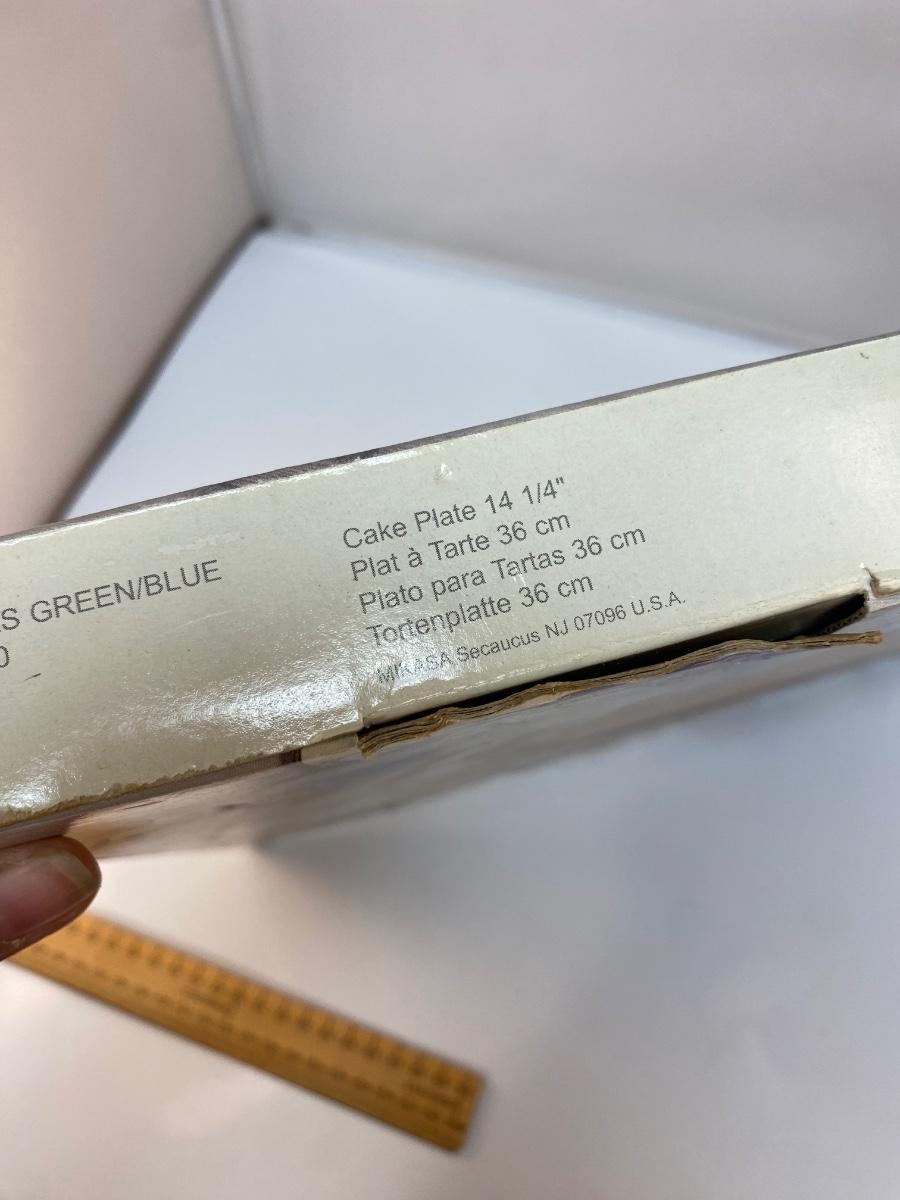 S GREEN/BLUE
0
Cake Plate 14 1/4"
Plat à Tarte 36 cm
Plato para Tartas 36 cm
Tortenplatte 36 cm
MIKASA Secaucus NJ 07096 U.S.A.